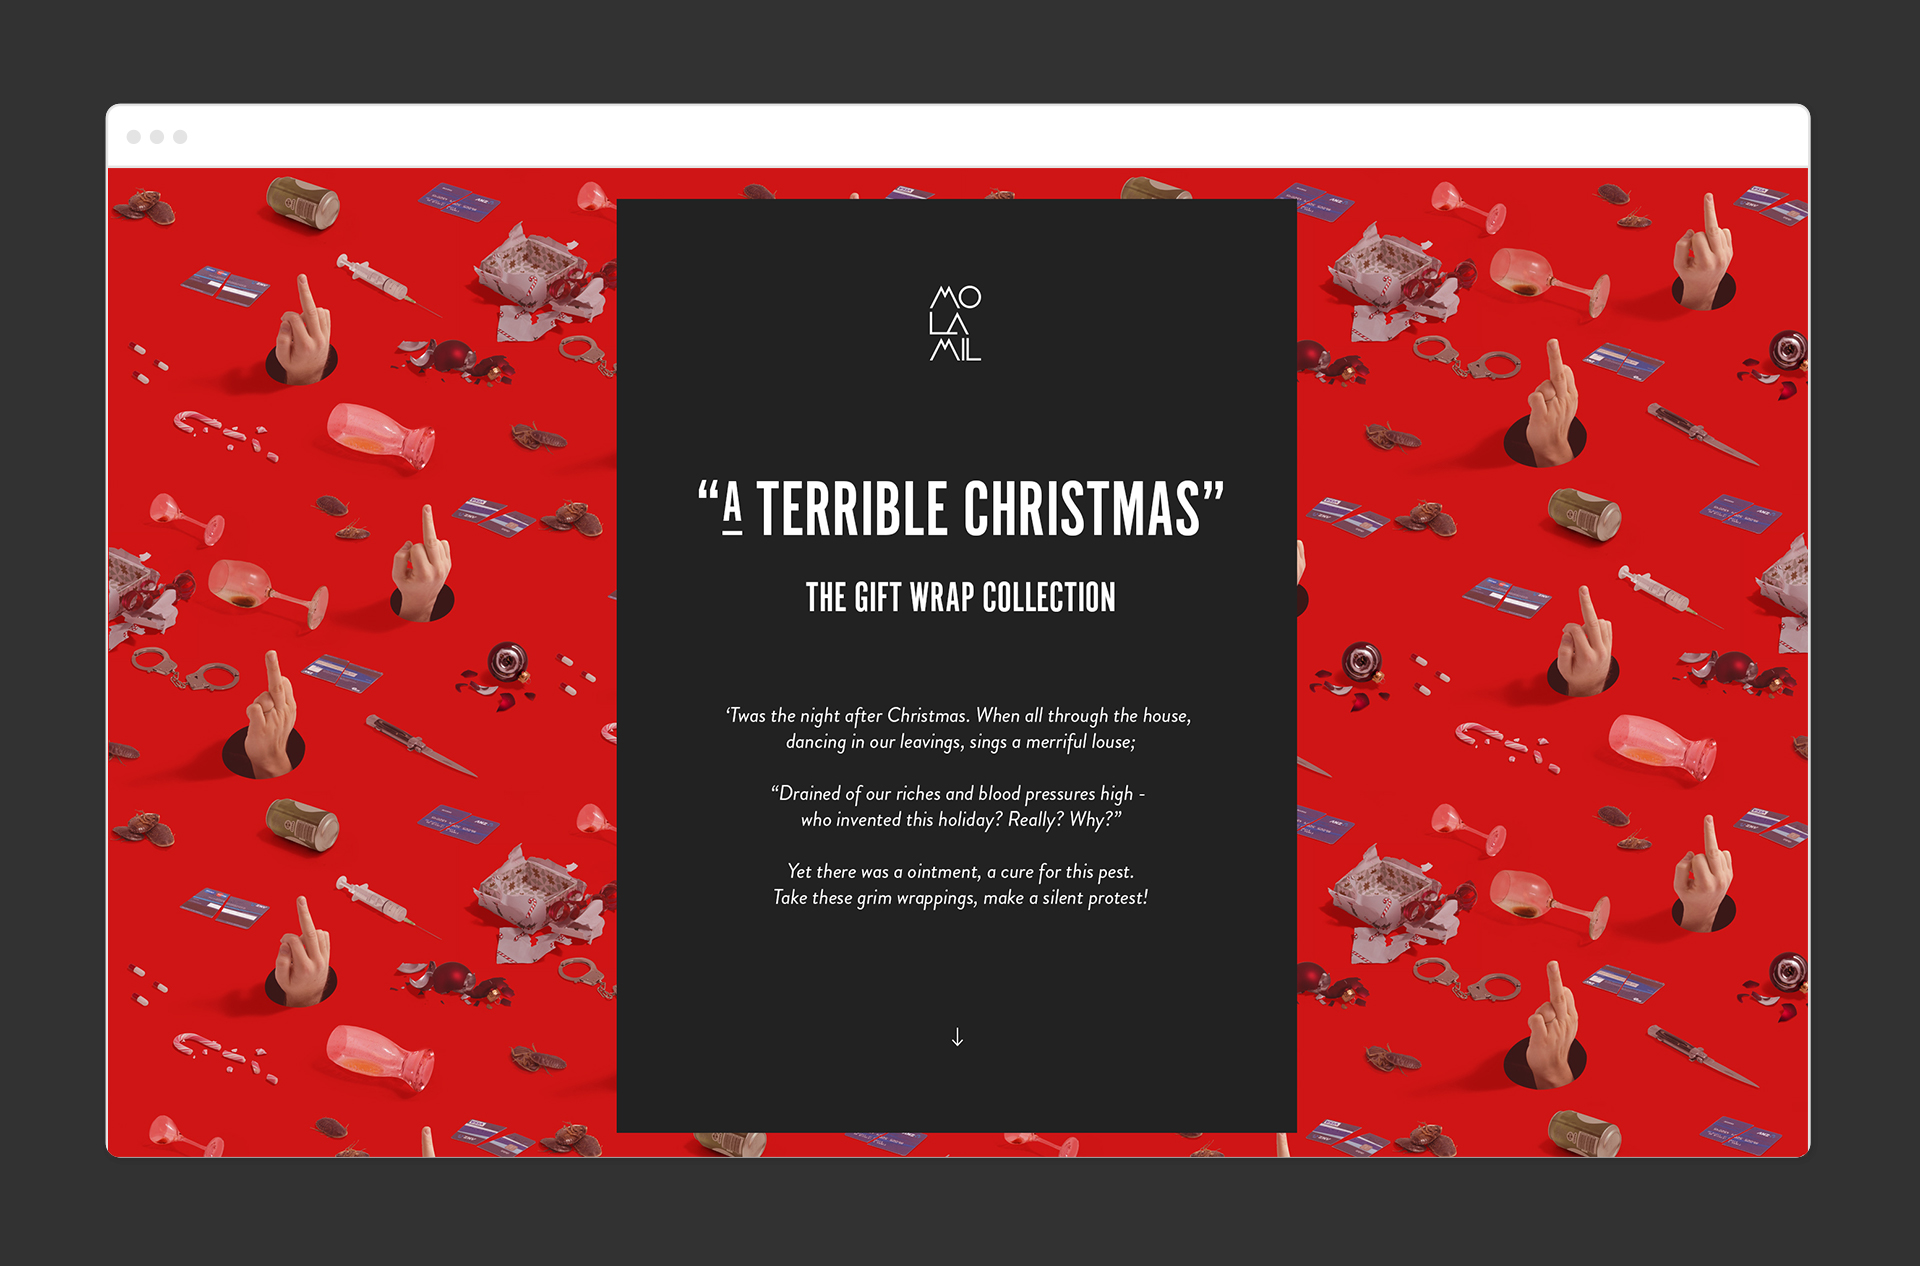 MO
LA
MIL
“A TERRIBLE CHRISTMAS”
THE GIFT WRAP COLLECTION
‘Twas the night after Christmas. When all through the house,
dancing in our leavings, sings a merriful louse;
“Drained of our riches and blood pressures high -
who invented this holiday? Really? Why?”
Yet there was a ointment, a cure for this pest.
Take these grim wrappings, make a silent protest!